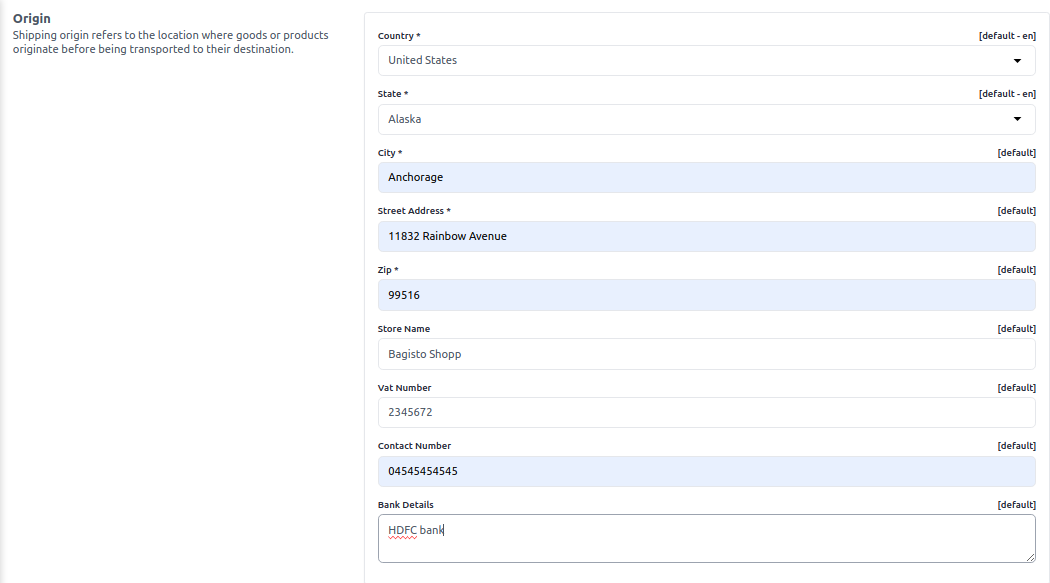 Origin
Shipping origin refers to the location where goods or products
originate before being transported to their destination.
Country * [default - en]
United States
State * [default - en]
Alaska
City * [default]
Anchorage
Street Address * [default]
11832 Rainbow Avenue
Zip * [default]
99516
Store Name [default]
Bagisto Shopp
Vat Number [default]
2345672
Contact Number [default]
04545454545
Bank Details [default]
HDFC bank